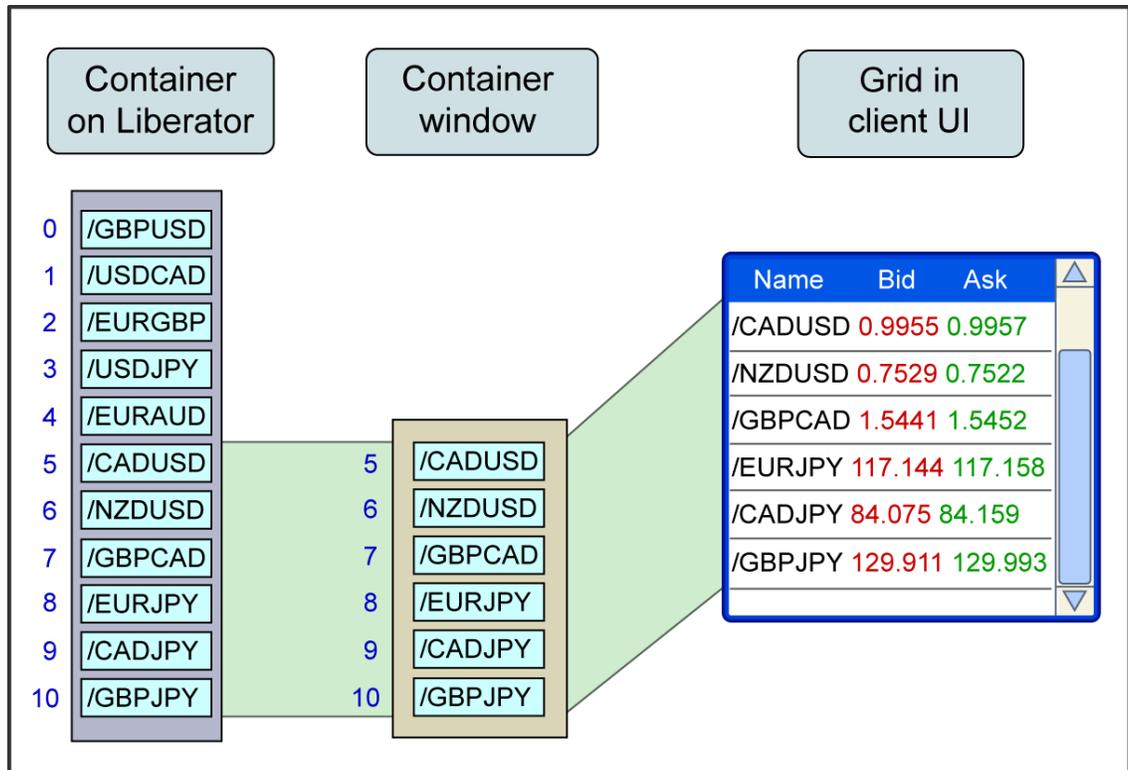 Container
on Liberator
Container
window
Grid in
client UI
0 /GBPUSD
1 /USDCAD
2 /EURGBP
3 /USDJPY
4 /EURAUD
5 /CADUSD
6 /NZDUSD
7 /GBPCAD
8 /EURJPY
9 /CADJPY
10 /GBPJPY
5 /CADUSD
6 /NZDUSD
7 /GBPCAD
8 /EURJPY
9 /CADJPY
10 /GBPJPY
Name Bid Ask
/CADUSD 0.9955 0.9957
/NZDUSD 0.7529 0.7522
/GBPCAD 1.5441 1.5452
/EURJPY 117.144 117.158
/CADJPY 84.075 84.159
/GBPJPY 129.911 129.993